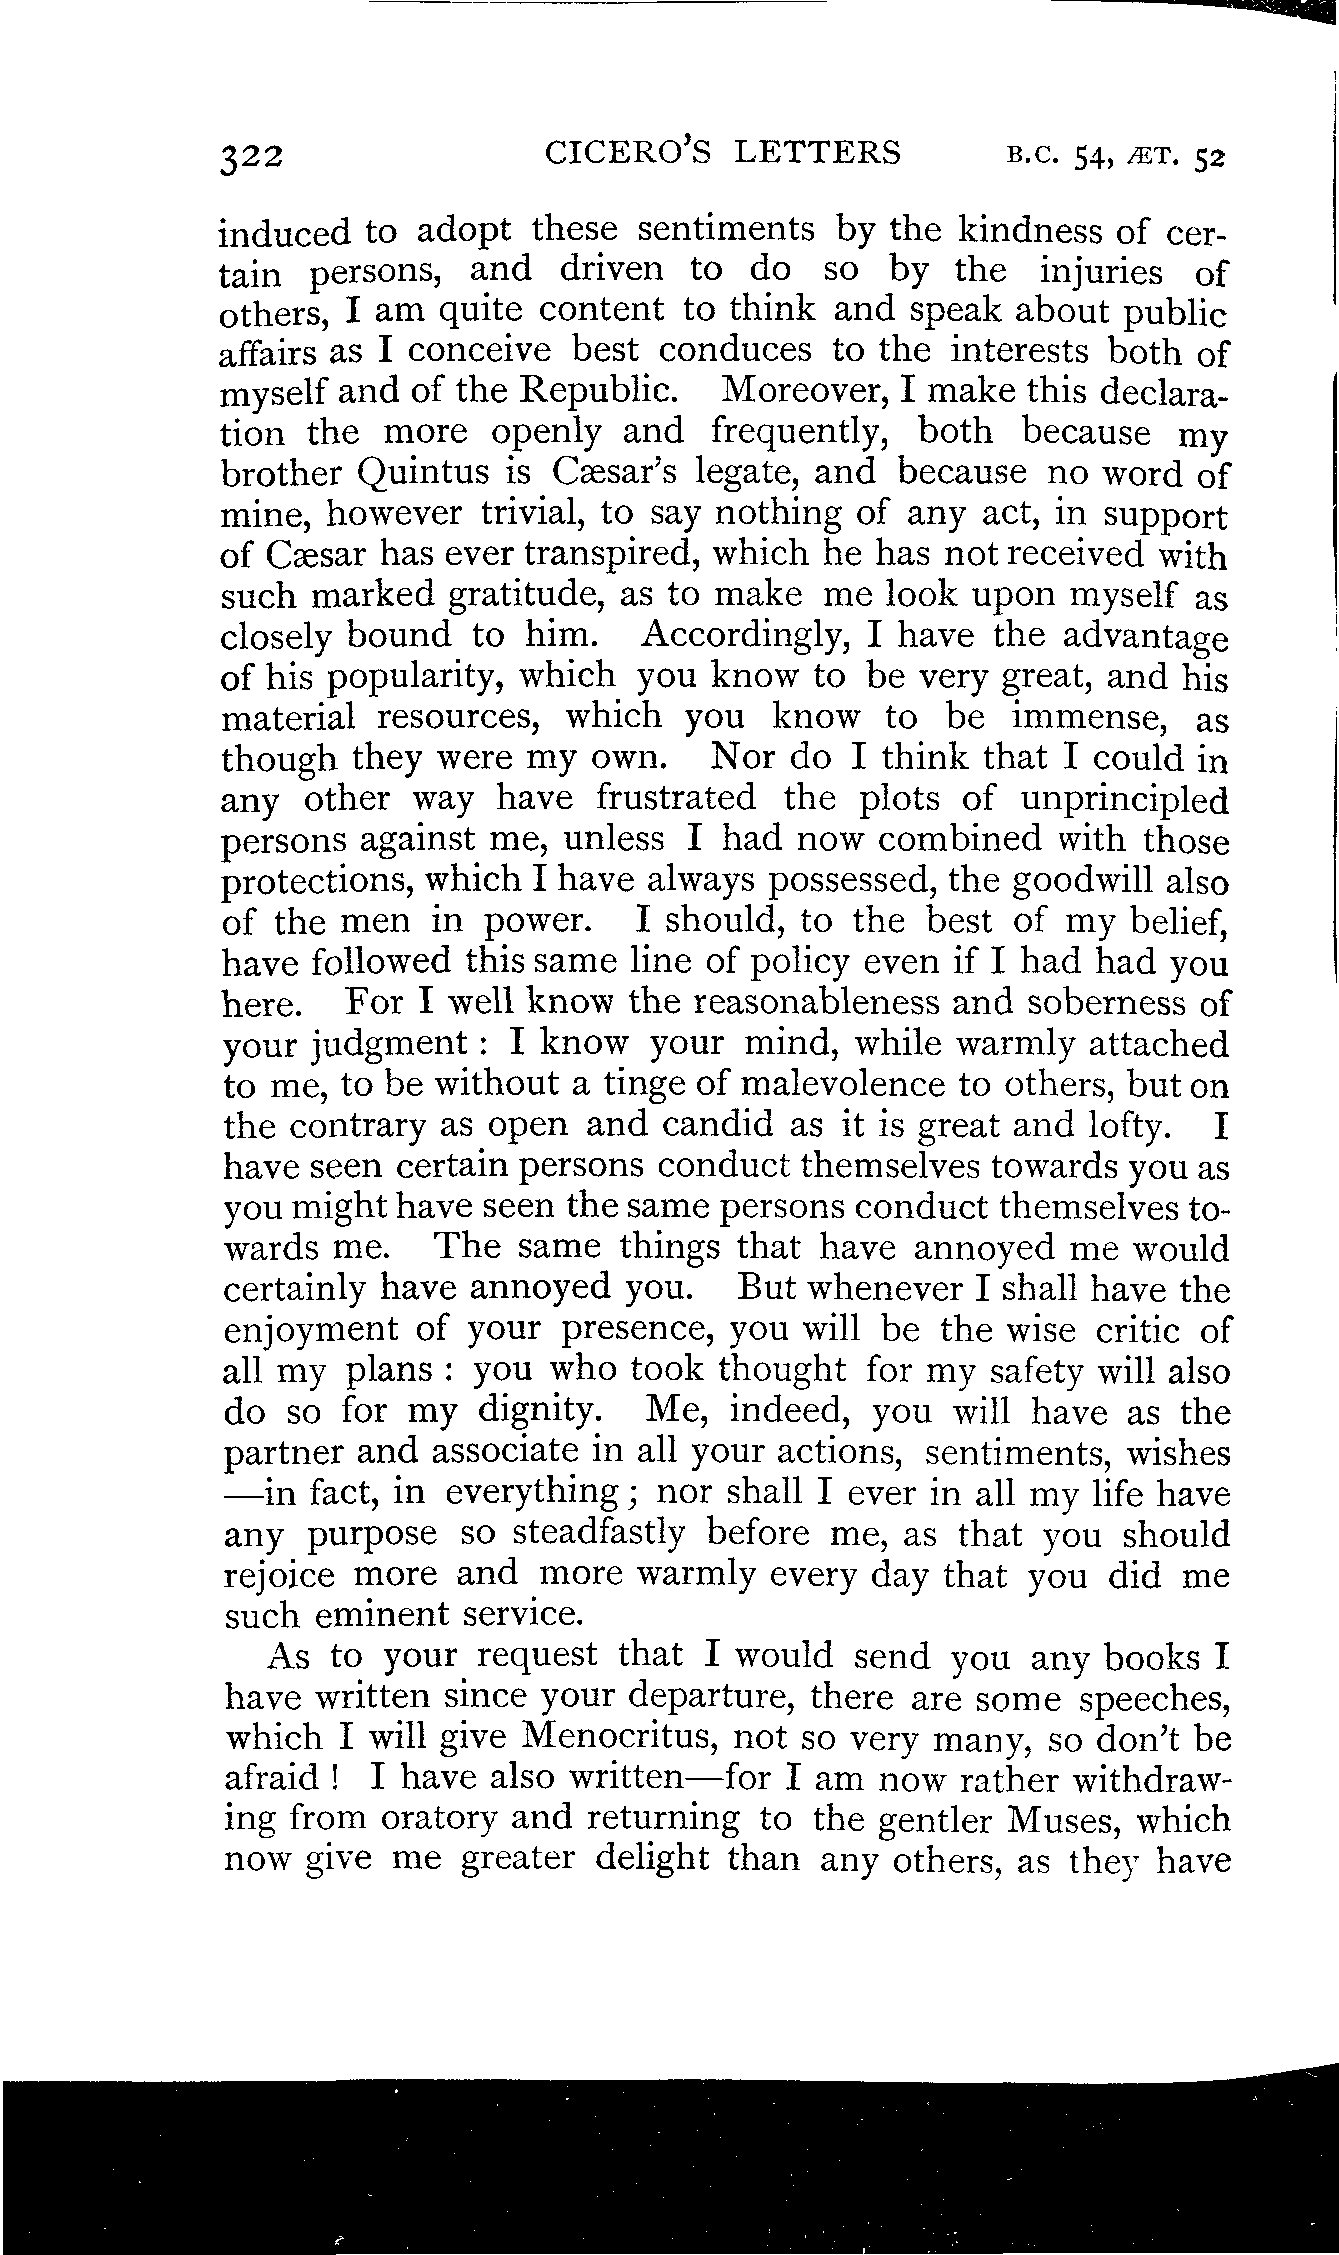 322 CICERO'S LETTERS B.C. 54, ÆT. 52
induced to adopt these sentiments by the kindness of cer-
tain persons, and driven to do so by the injuries of
others, I am quite content to think and speak about public
affairs as I conceive best conduces to the interests both of
myself and of the Republic. Moreover, I make this declara-
tion the more openly and frequently, both because my
brother Quintus is Cæsar's legate, and because no word of
mine, however trivial, to say nothing of any act, in support
of Cæsar has ever transpired, which he has not received with
such marked gratitude, as to make me look upon myself as
closely bound to him. Accordingly, I have the advantage
of his popularity, which you know to be very great, and his
material resources, which you know to be immense, as
though they were my own. Nor do I think that I could in
any other way have frustrated the plots of unprincipled
persons against me, unless I had now combined with those
protections, which I have always possessed, the goodwill also
of the men in power. I should, to the best of my belief,
have followed this same line of policy even if I had had you
here. For I well know the reasonableness and soberness of
your judgment : I know your mind, while warmly attached
to me, to be without a tinge of malevolence to others, but on
the contrary as open and candid as it is great and lofty. I
have seen certain persons conduct themselves towards you as
you might have seen the same persons conduct themselves to-
wards me. The same things that have annoyed me would
certainly have annoyed you. But whenever I shall have the
enjoyment of your presence, you will be the wise critic of
all my plans : you who took thought for my safety will also
do so for my dignity. Me, indeed, you will have as the
partner and associate in all your actions, sentiments, wishes
—in fact, in everything ; nor shall I ever in all my life have
any purpose so steadfastly before me, as that you should
rejoice more and more warmly every day that you did me
such eminent service.
As to your request that I would send you any books I
have written since your departure, there are some speeches,
which I will give Menocritus, not so very many, so don't be
afraid ! I have also written—for I am now rather withdraw-
ing from oratory and returning to the gentler Muses, which
now give me greater delight than any others, as they have